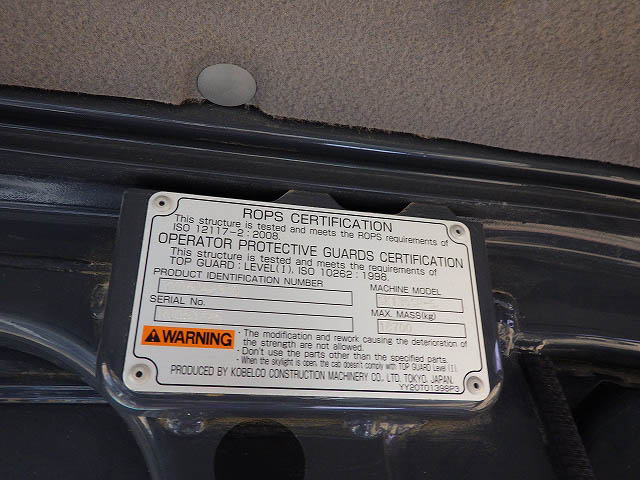 ROPS CERTIFICATION
This structure is tested and meets the ROPS requirements of
ISO 12117-2 : 2008.
OPERATOR PROTECTIVE GUARDS CERTIFICATION
This structure is tested and meets the requirements of
TOP GUARD : LEVEL(I), ISO 10262 : 1998.
PRODUCT IDENTIFICATION NUMBER
MACHINE MODEL
SERIAL No.
MAX. MASS(kg)
WARNING
· The modification and rework causing the deterioration of
the strength are not allowed.
· Don't use the parts other than the specified parts.
· When the skylight is open, the cab doesn't comply with TOP GUARD Level (I).
PRODUCED BY KOBELCO CONSTRUCTION MACHINERY CO., LTD. TOKYO, JAPAN.
YY20T01398P3